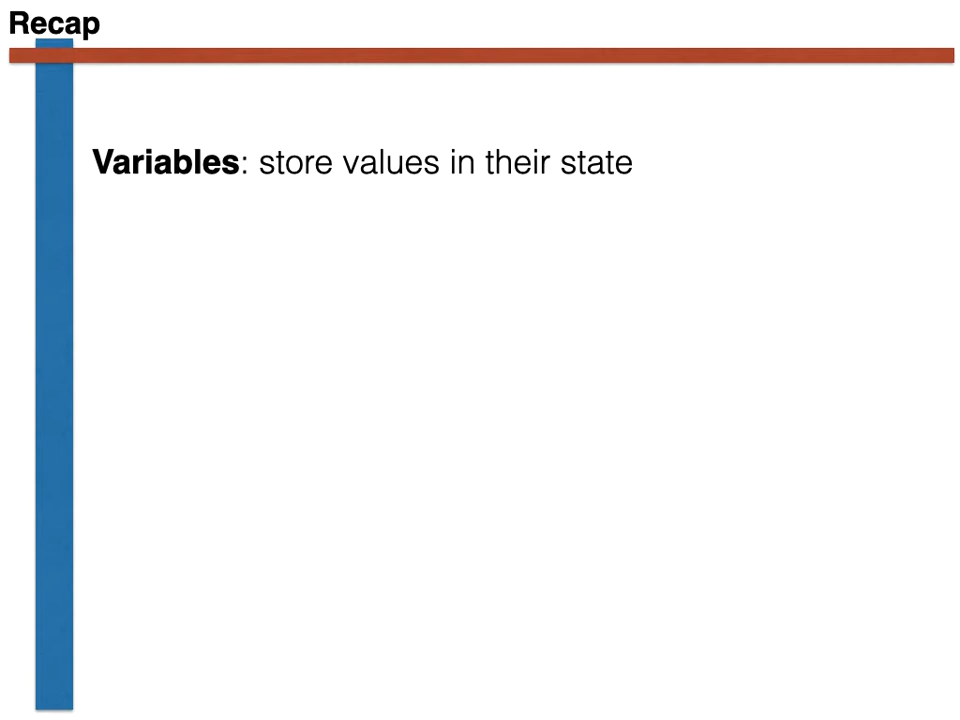 Recap
Variables: store values in their state